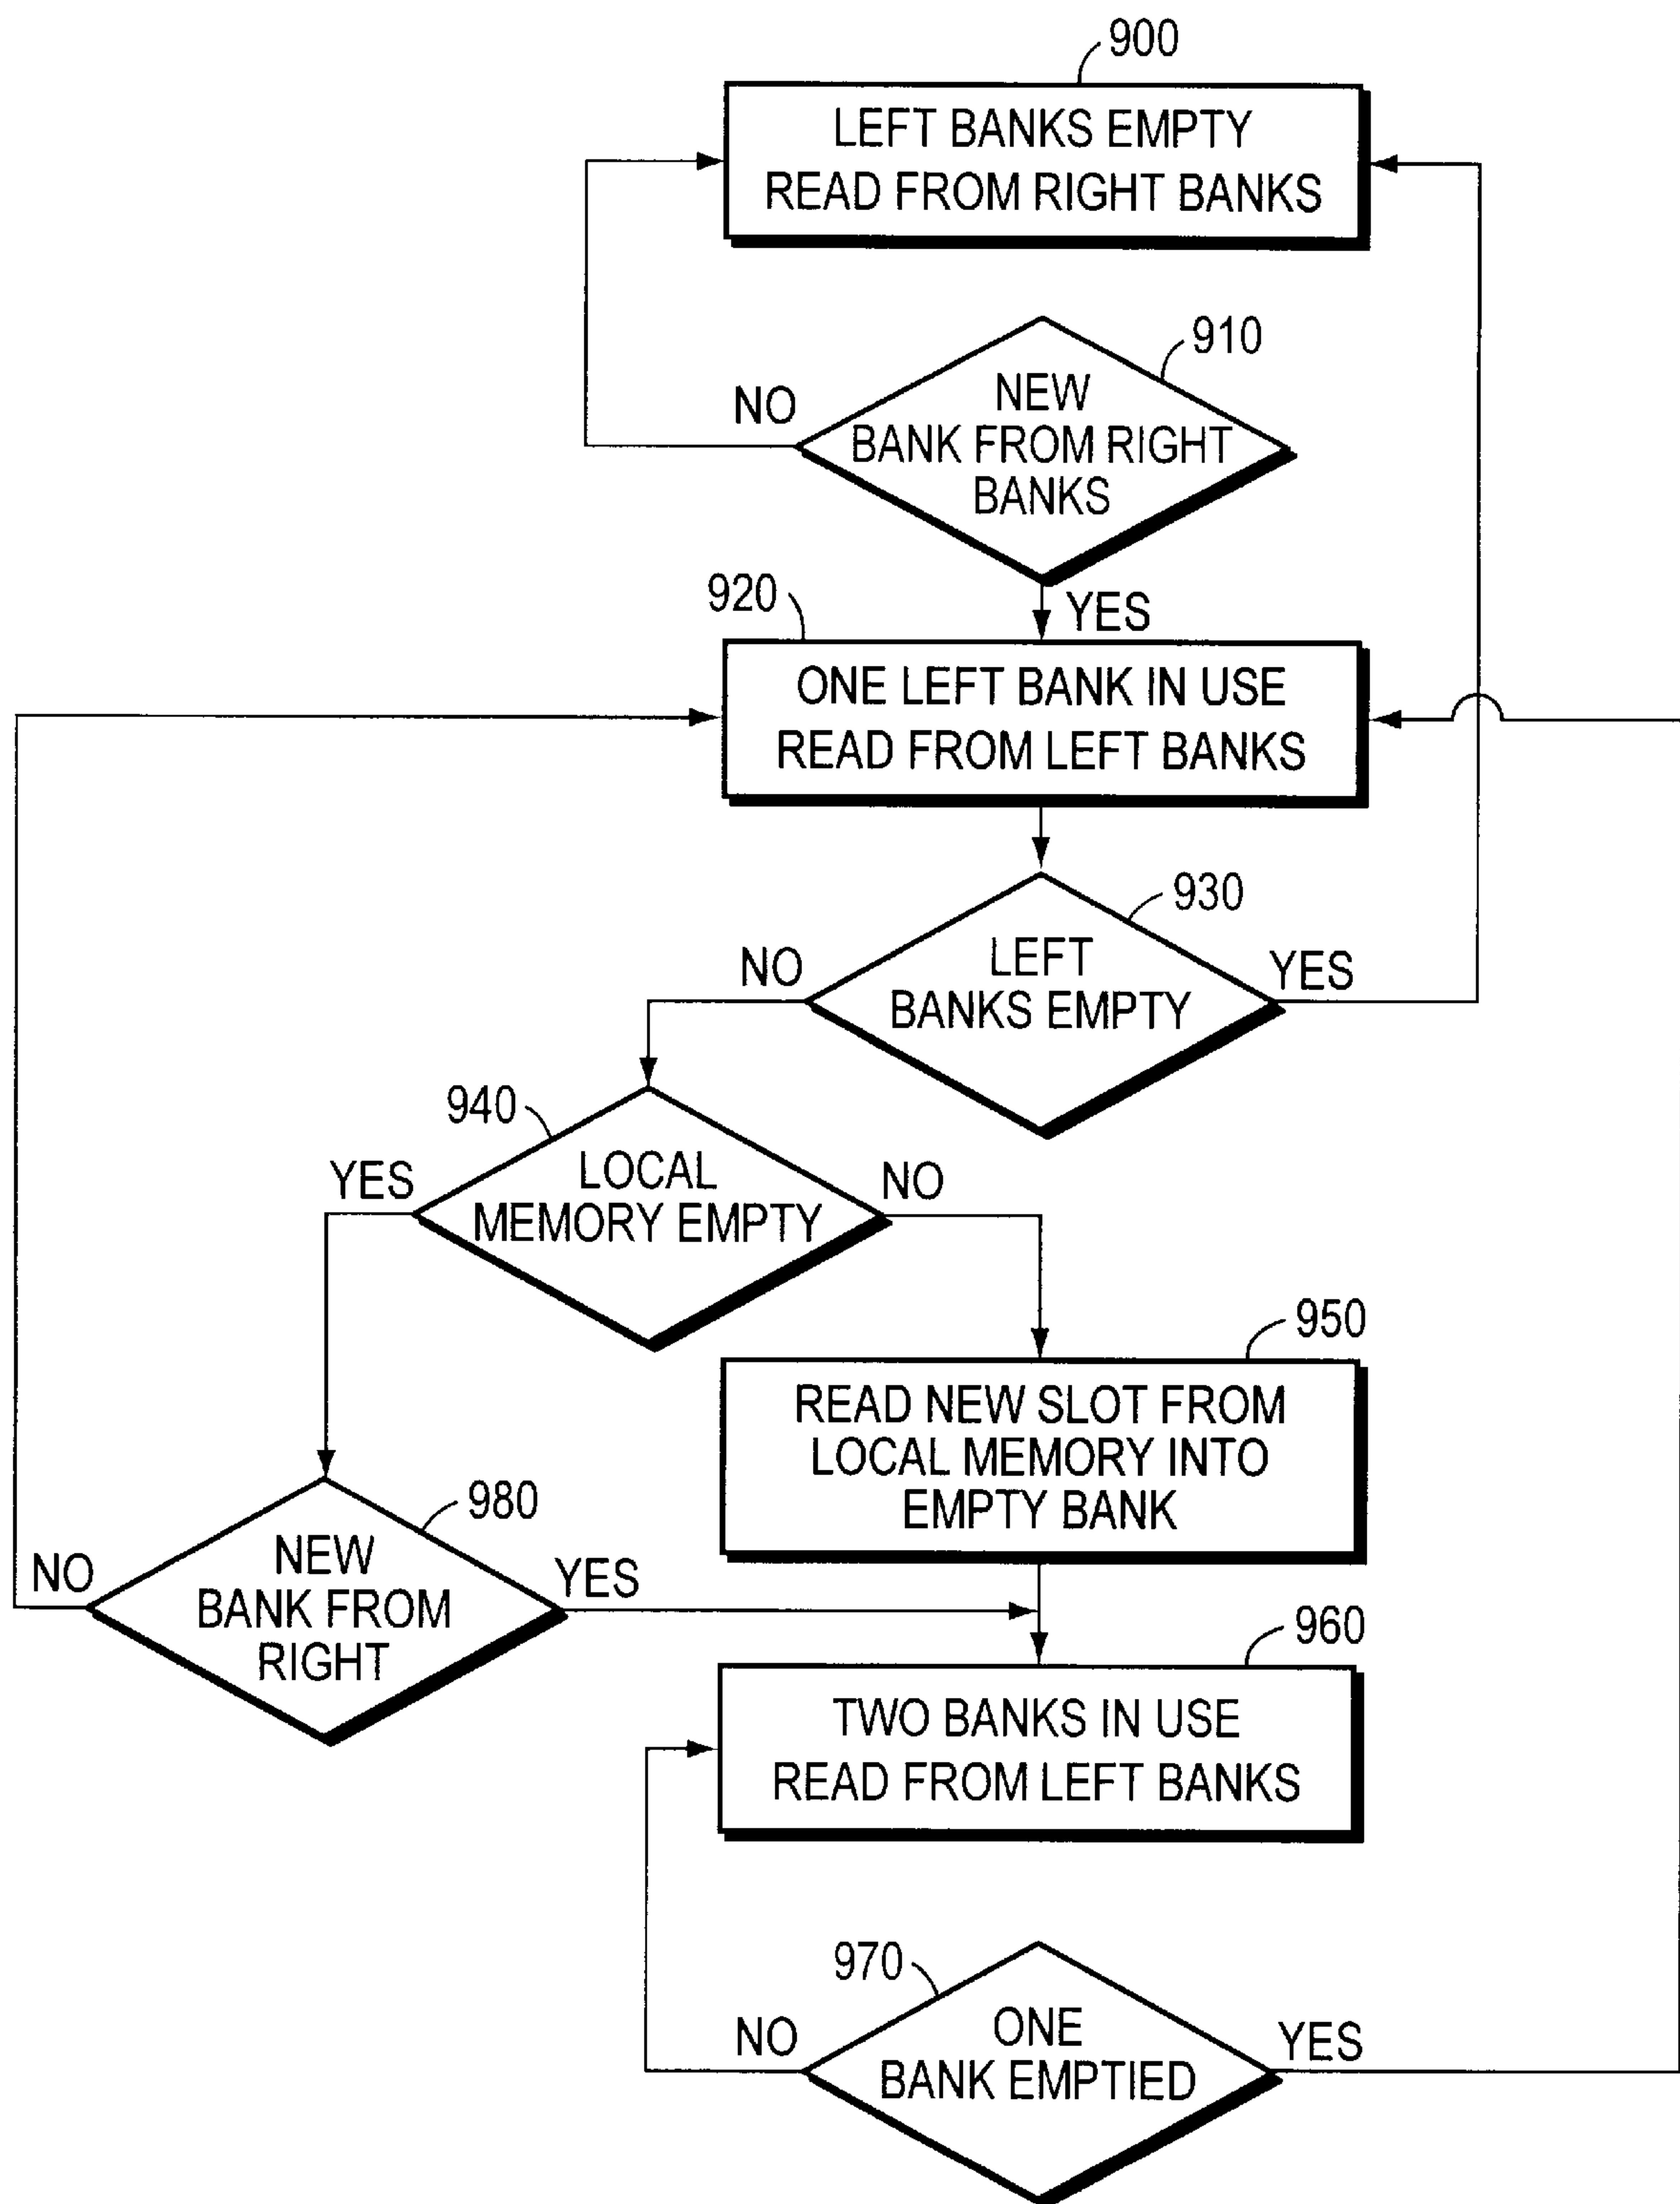 900
LEFT BANKS EMPTY
READ FROM RIGHT BANKS
910
NO
NEW
BANK FROM RIGHT
BANKS
920
YES
ONE LEFT BANK IN USE
READ FROM LEFT BANKS
930
NO
LEFT
BANKS EMPTY
YES
940
YES
LOCAL
MEMORY EMPTY
NO
950
READ NEW SLOT FROM
LOCAL MEMORY INTO
EMPTY BANK
980
NO
NEW
BANK FROM
RIGHT
YES
960
TWO BANKS IN USE
READ FROM LEFT BANKS
970
NO
ONE
BANK EMPTIED
YES